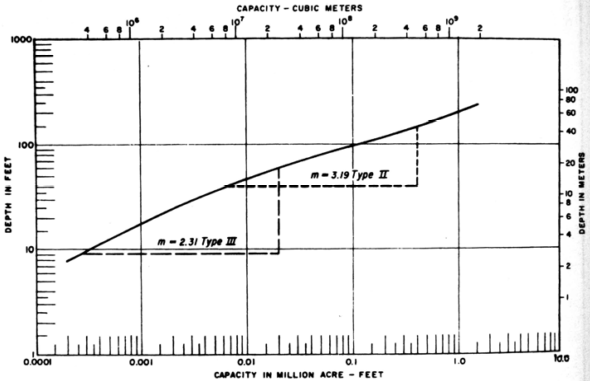 CAPACITY - CUBIC METERS
4 6 8 10⁶ 2 4 6 8 10⁷ 2 4 6 8 10⁸ 2 4 6 8 10⁹ 2
1000
100
10
1
DEPTH IN FEET
100
80
60
40
20
10
8
6
4
2
1
DEPTH IN METERS
m = 3.19 Type II
m = 2.31 Type III
0.0001 0.001 0.01 0.1 1.0 10.0
CAPACITY IN MILLION ACRE - FEET